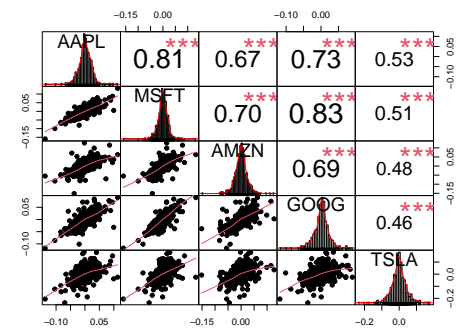 -0.15 0.00 -0.10 0.00
AAPL 0.81 *** 0.67 *** 0.73 *** 0.53 *** -0.10 0.05
-0.15 0.05 MSFT 0.70 *** 0.83 *** 0.51 ***
AMZN 0.69 *** 0.48 *** -0.15 0.00
-0.10 0.05 GOOG 0.46 ***
TSLA -0.2 0.0
-0.10 0.05 -0.15 0.00 -0.2 0.0